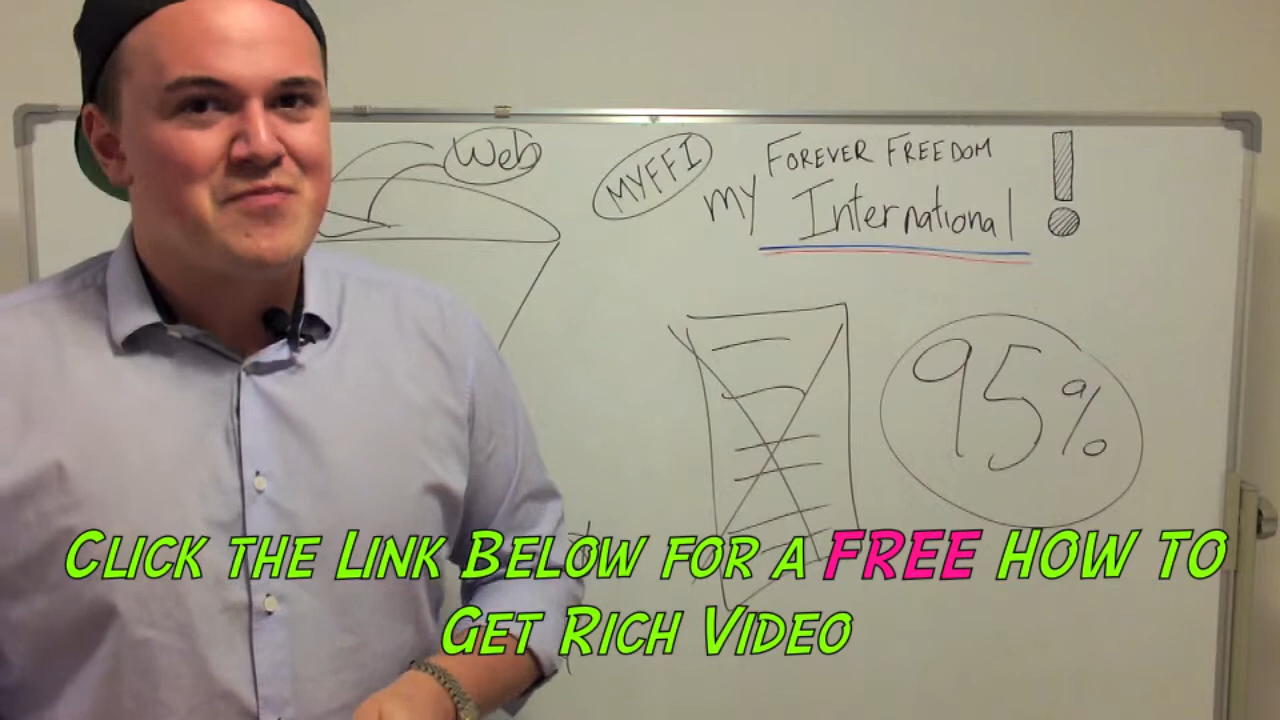 Web
MYFFI
FOREVER FREEDOM
my International !
95%
CLICK THE LINK BELOW FOR A FREE HOW TO
GET RICH VIDEO